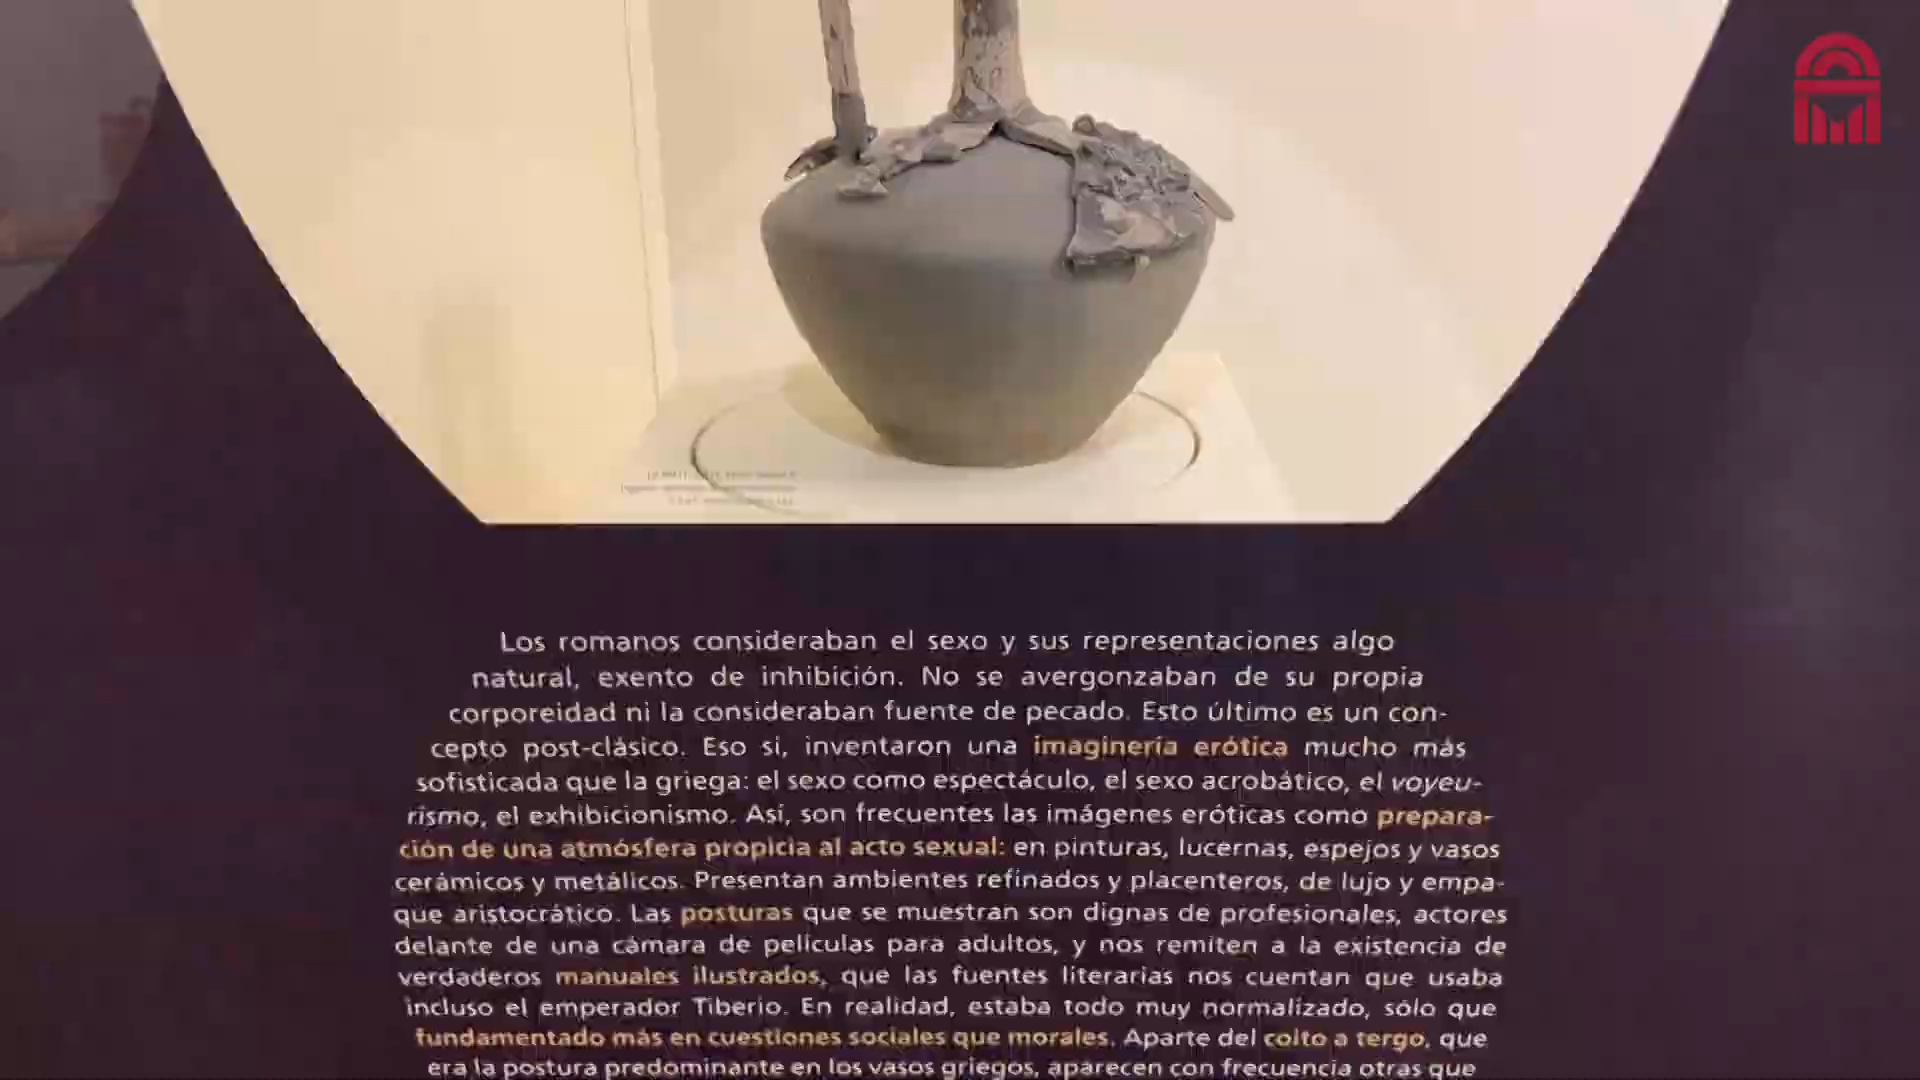 Los romanos consideraban el sexo y sus representaciones algo
natural, exento de inhibición. No se avergonzaban de su propia
corporeidad ni la consideraban fuente de pecado. Esto último es un con-
cepto post-clásico. Eso sí, inventaron una imaginería erótica mucho más
sofisticada que la griega: el sexo como espectáculo, el sexo acrobático, el voyeu-
rismo, el exhibicionismo. Así, son frecuentes las imágenes eróticas como prepara-
ción de una atmósfera propicia al acto sexual: en pinturas, lucernas, espejos y vasos
cerámicos y metálicos. Presentan ambientes refinados y placenteros, de lujo y empa-
que aristocrático. Las posturas que se muestran son dignas de profesionales, actores
delante de una cámara de películas para adultos, y nos remiten a la existencia de
verdaderos manuales ilustrados, que las fuentes literarias nos cuentan que usaba
incluso el emperador Tiberio. En realidad, estaba todo muy normalizado, sólo que
fundamentado más en cuestiones sociales que morales. Aparte del coito a tergo, que
era la postura predominante en los vasos griegos, aparecen con frecuencia otras que